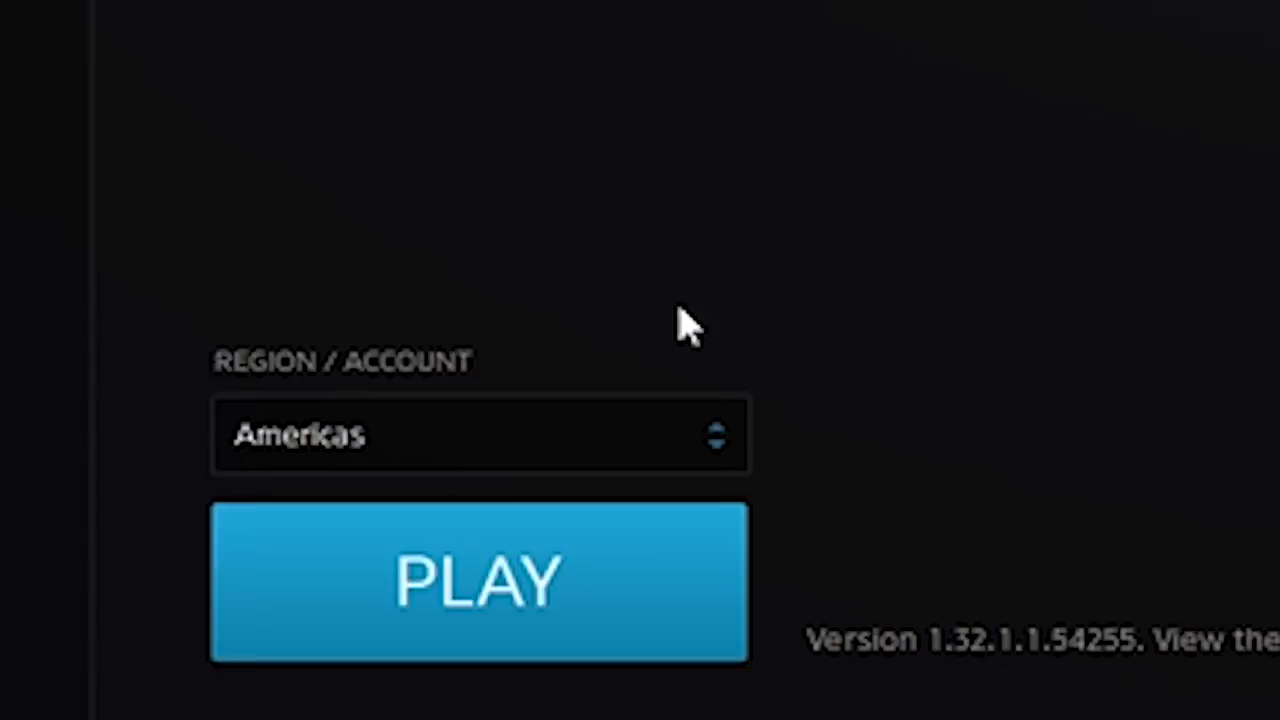 REGION / ACCOUNT
Americas
PLAY
Version 1.32.1.1.54255. View the